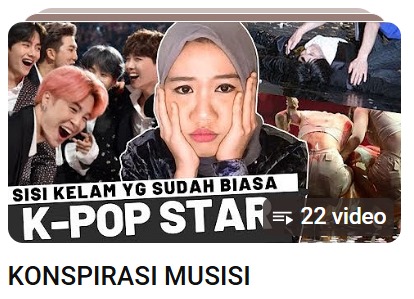 SISI KELAM YG SUDAH BIASA
K-POP STAR
22 video
KONSPIRASI MUSISI